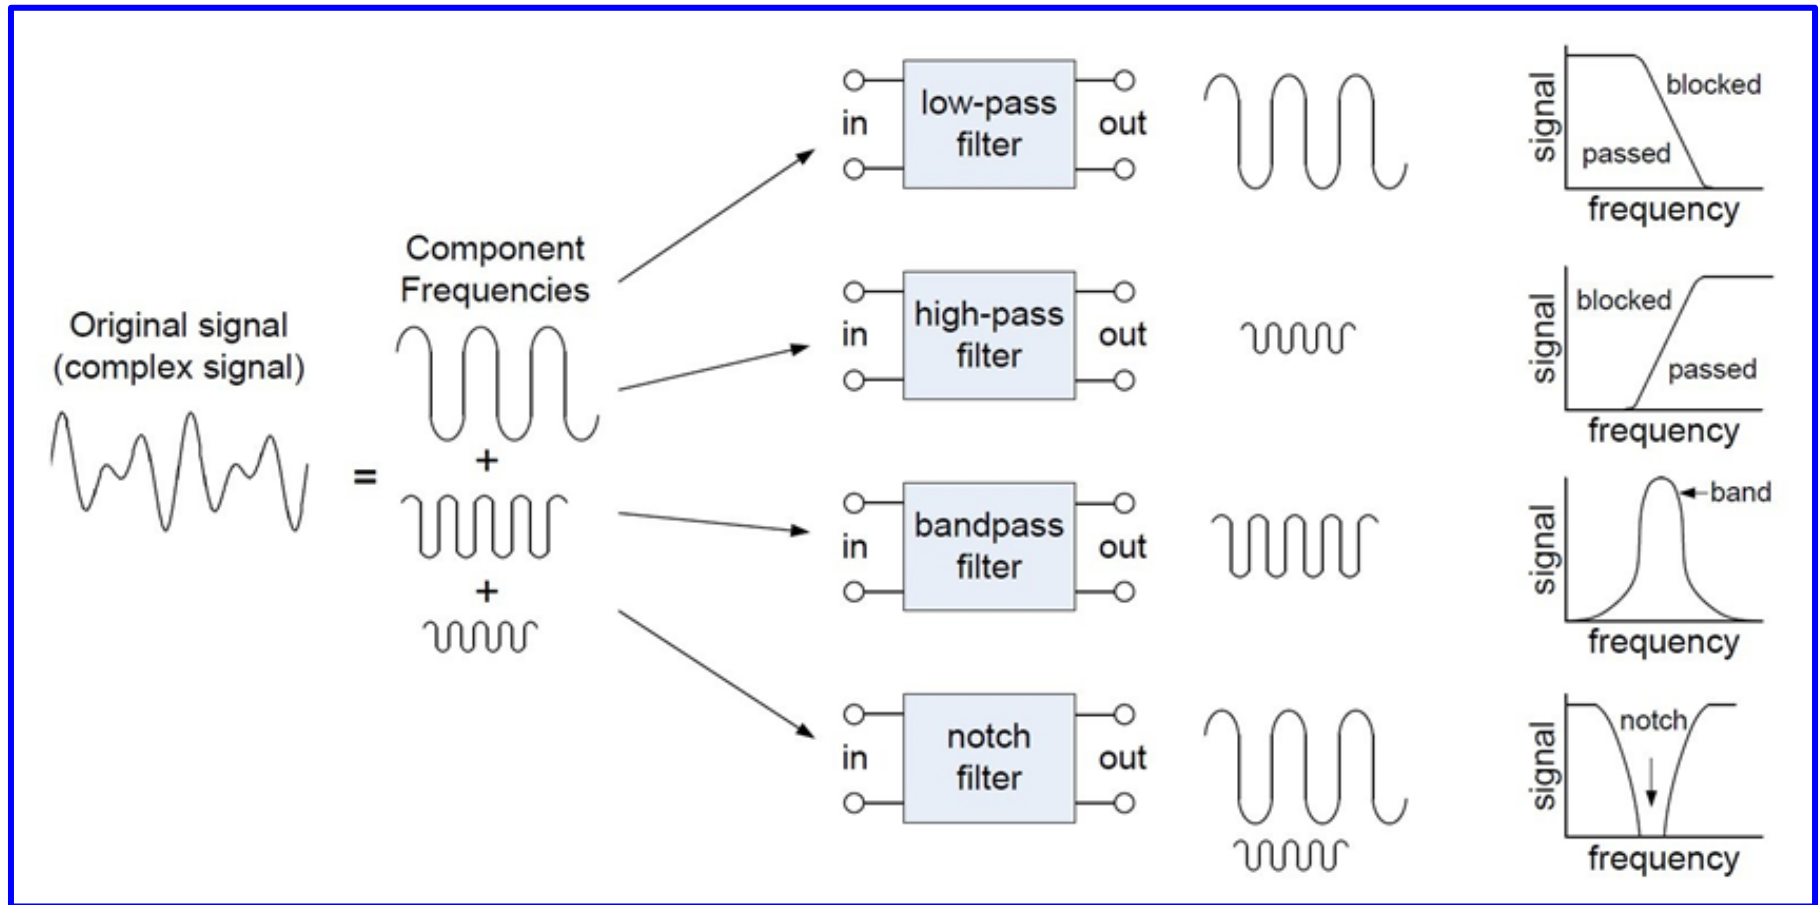 Original signal
(complex signal)
=
Component
Frequencies
+
+
in
low-pass
filter
out
signal
blocked
passed
frequency
in
high-pass
filter
out
signal
blocked
passed
frequency
in
bandpass
filter
out
signal
band
frequency
in
notch
filter
out
signal
notch
frequency